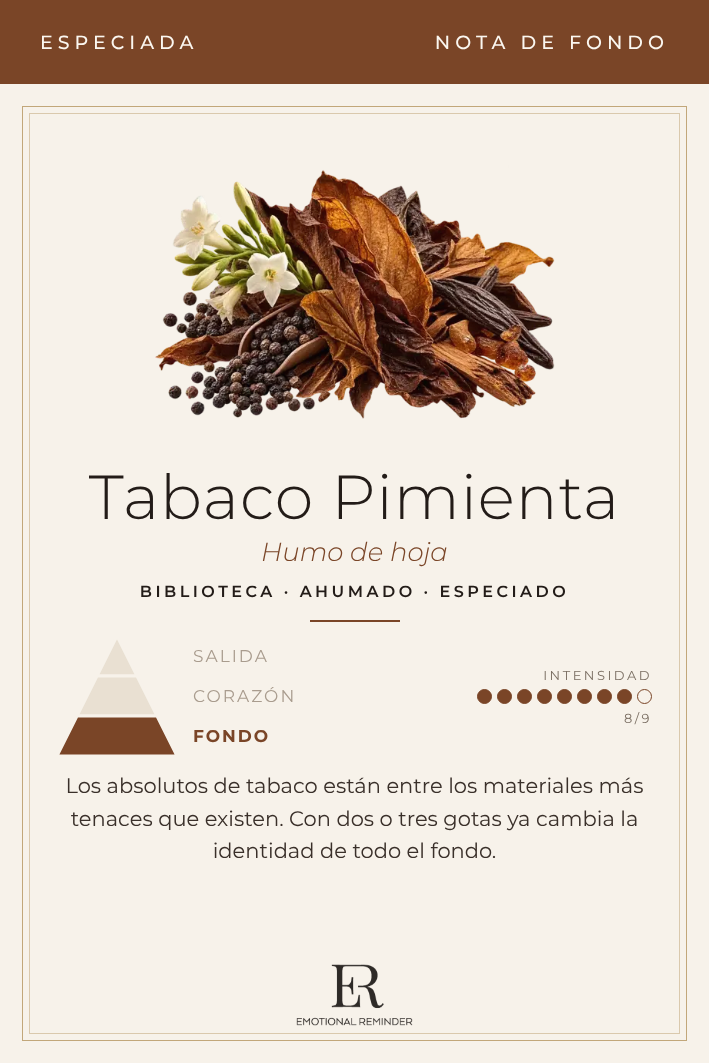 ESPECIADA
NOTA DE FONDO
Tabaco Pimienta
Humo de hoja
BIBLIOTECA · AHUMADO · ESPECIADO
SALIDA
CORAZÓN
FONDO
INTENSIDAD
8/9
Los absolutos de tabaco están entre los materiales más
tenaces que existen. Con dos o tres gotas ya cambia la
identidad de todo el fondo.
ER
EMOTIONAL REMINDER